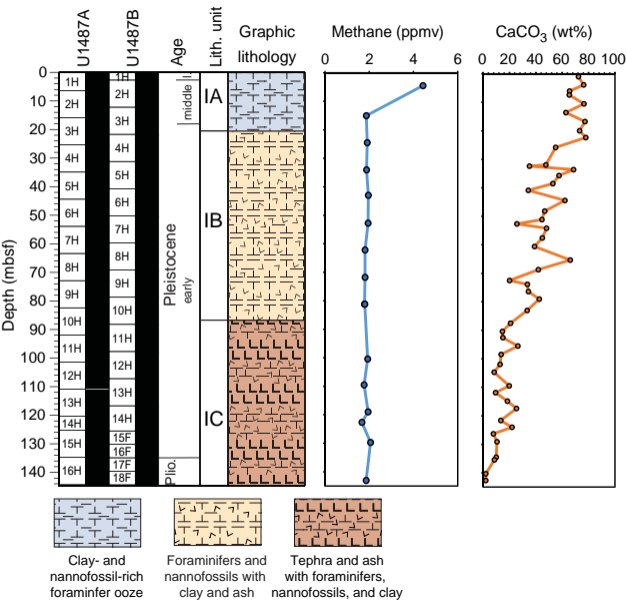 U1487A
U1487B
Age
Lith. unit
Graphic
lithology
Methane (ppmv)
CaCO3 (wt%)
0 2 4 6
0 20 40 60 80 100
Depth (mbsf)
0
10
20
30
40
50
60
70
80
90
100
110
120
130
140
1H
2H
3H
4H
5H
6H
7H
8H
9H
10H
11H
12H
13H
14H
15H
16H
1H
2H
3H
4H
5H
6H
7H
8H
9H
10H
11H
12H
13H
14H
15F
16F
17F
18F
l.
middle
Pleistocene
early
Plio.
IA
IB
IC
Clay- and
nannofossil-rich
foraminfer ooze
Foraminifers and
nannofossils with
clay and ash
Tephra and ash
with foraminifers,
nannofossils, and clay